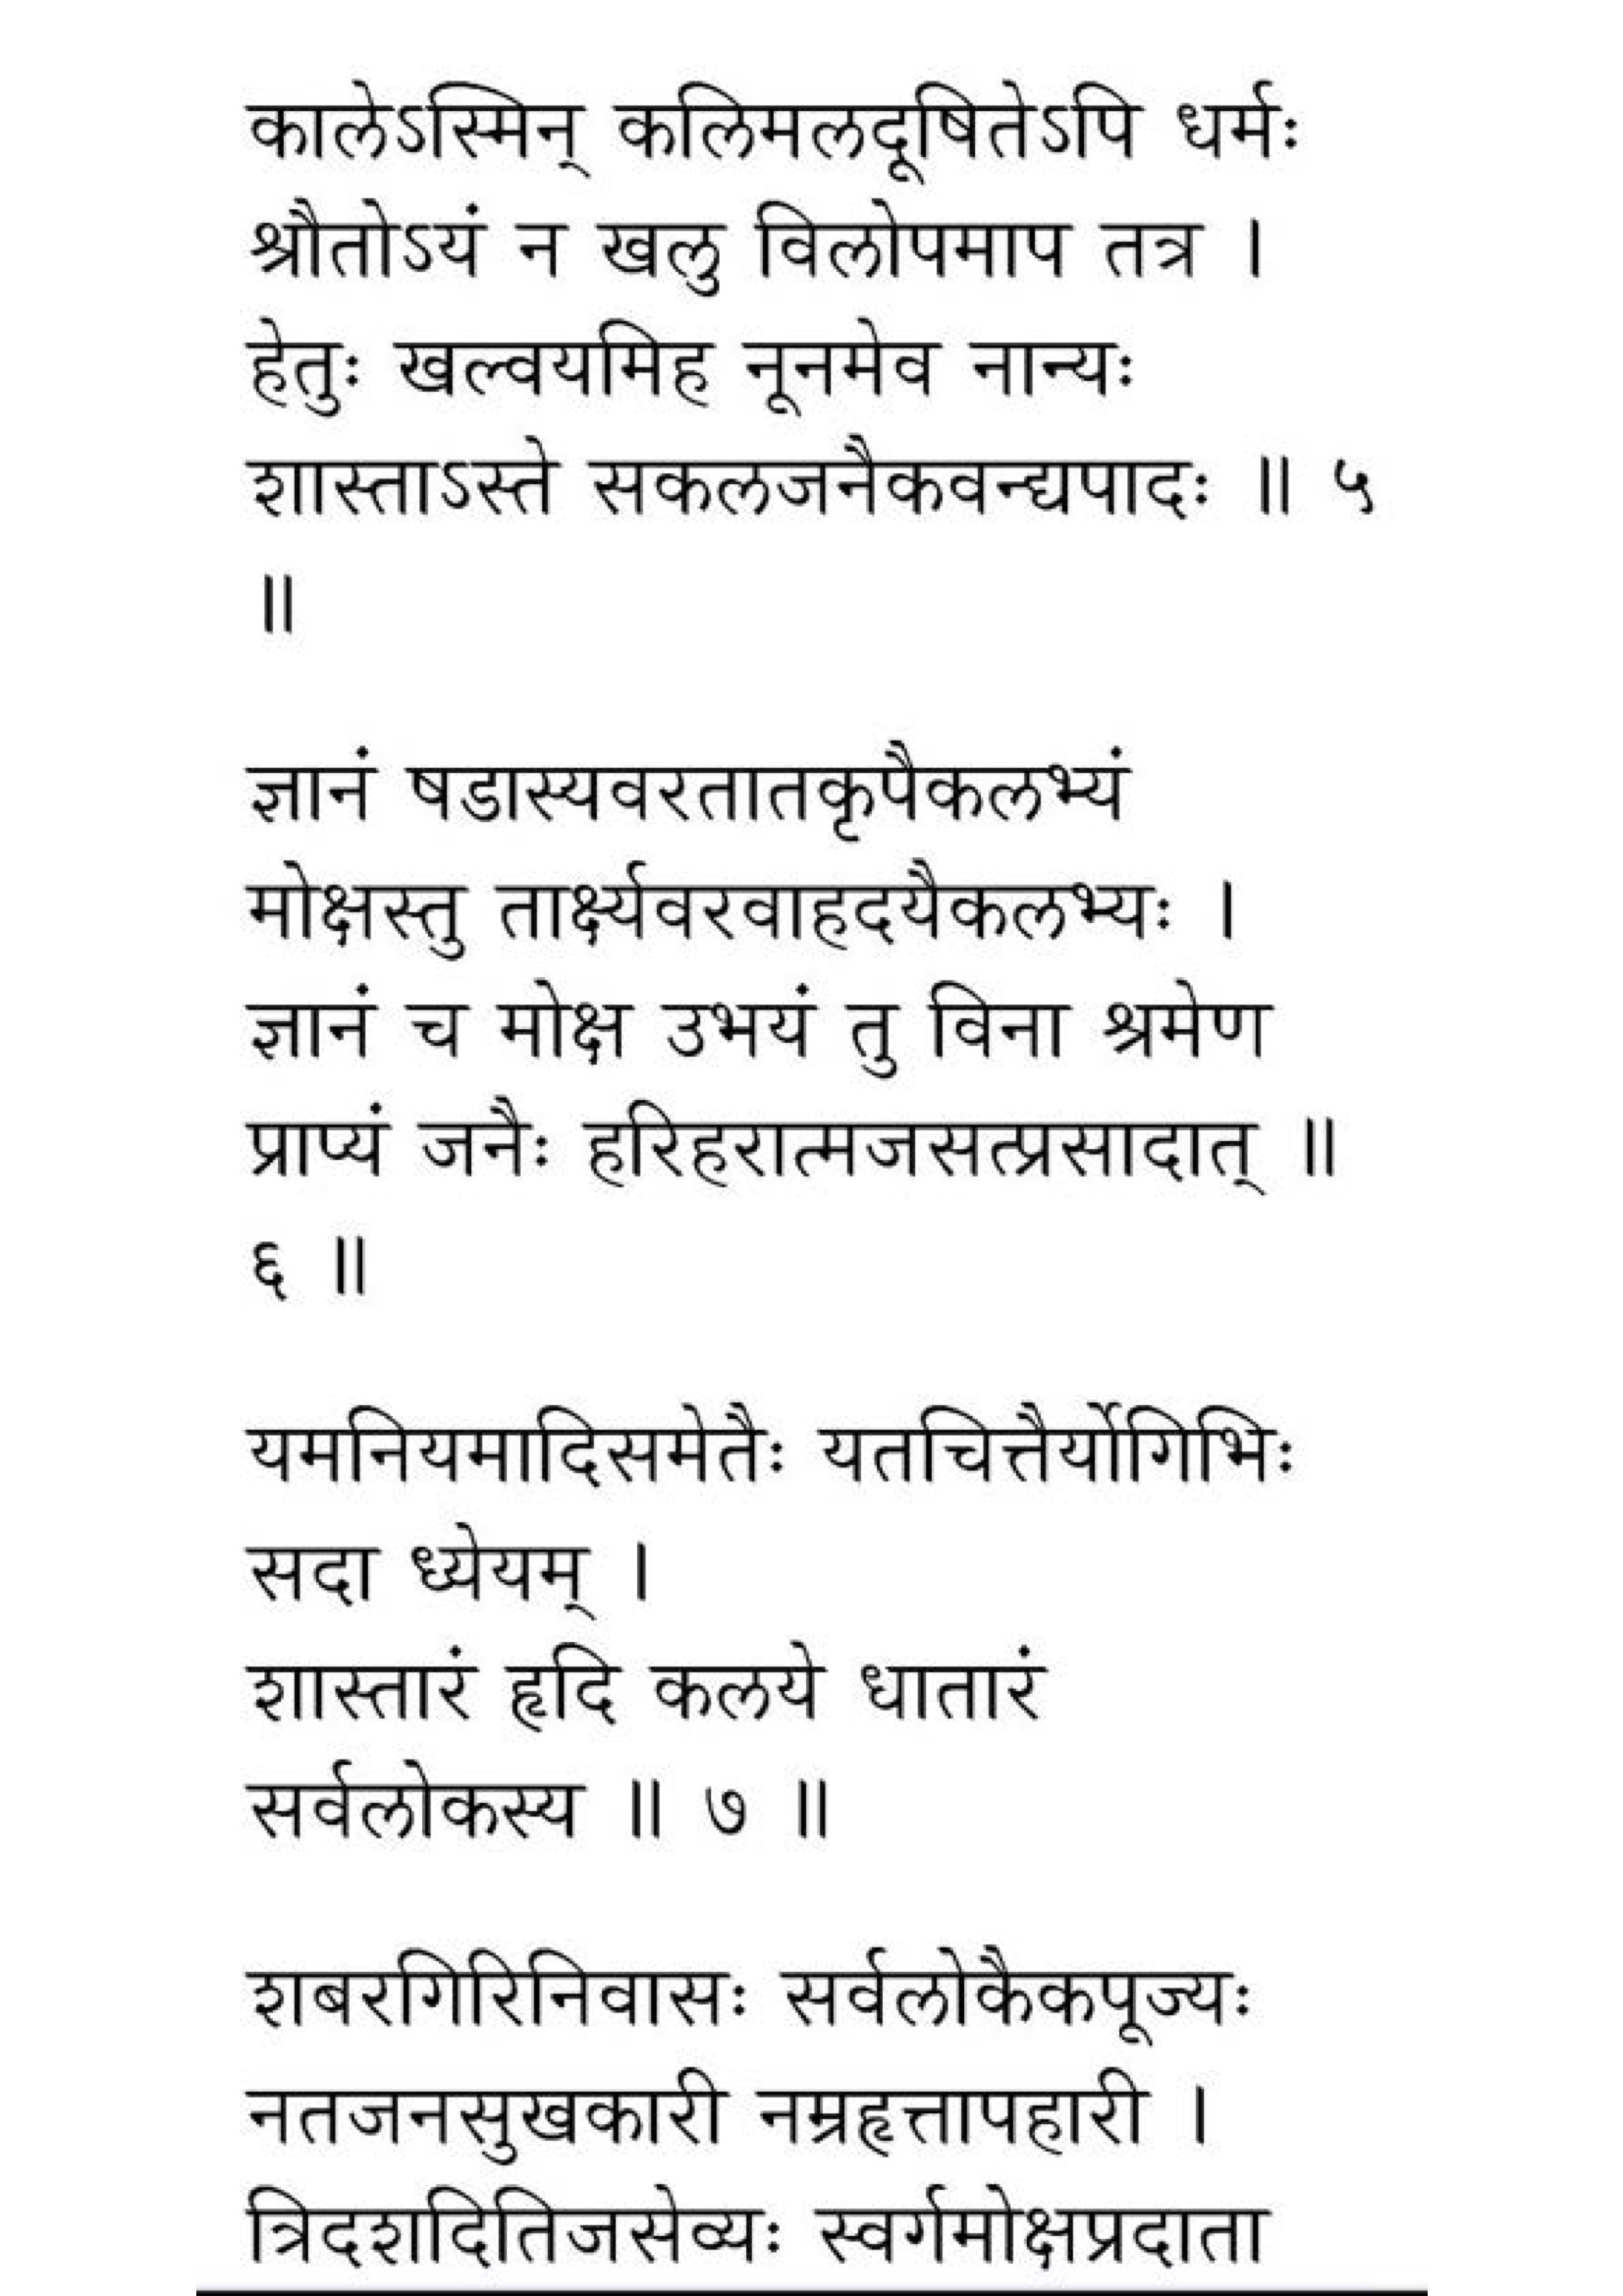 कालेऽस्मिन् कलिमलदूषितेऽपि धर्मः
श्रौतोऽयं न खलु विलोपमाप तत्र ।
हेतुः खल्वयमिह नूनमेव नान्यः
शास्ताऽस्ते सकलजनैकवन्द्यपादः ॥ ५
॥
ज्ञानं षडास्यवरतातकृपैकलभ्यं
मोक्षस्तु तार्क्ष्यवरवाहदयैकलभ्यः ।
ज्ञानं च मोक्ष उभयं तु विना श्रमेण
प्राप्यं जनैः हरिहरात्मजसत्प्रसादात् ॥
६ ॥
यमनियमादिसमेतैः यतचित्तैर्योगिभिः
सदा ध्येयम् ।
शास्तारं हृदि कलये धातारं
सर्वलोकस्य ॥ ७ ॥
शबरगिरिनिवासः सर्वलोकैकपूज्यः
नतजनसुखकारी नम्रहृत्तापहारी ।
त्रिदशदितिजसेव्यः स्वर्गमोक्षप्रदाता